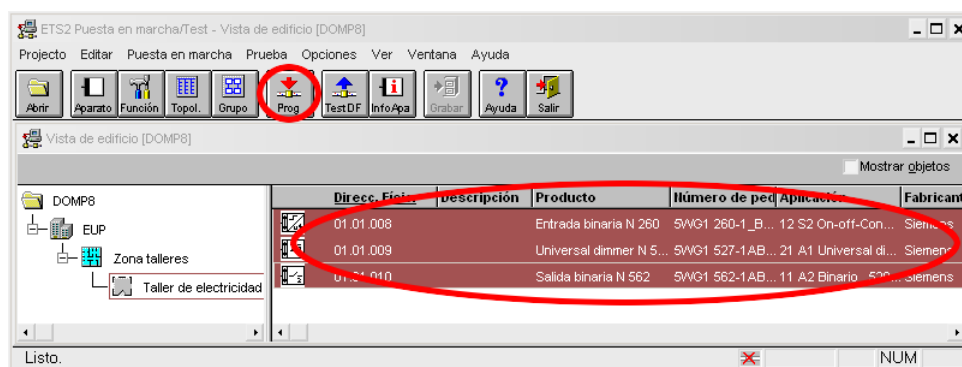 ETS2 Puesta en marcha/Test - Vista de edificio [DOMP8]
Projecto Editar Puesta en marcha Prueba Opciones Ver Ventana Ayuda
Abrir Aparato Función Topol. Grupo Prog TestDF InfoApa Grabar Ayuda Salir
Vista de edificio [DOMP8]
Mostrar objetos
DOMP8 Direcc. Física Descripción Producto Número de ped Aplicación Fabricant
01.01.008 Entrada binaria N 260 5WG1 260-1_B... 12 S2 On-off-Con... Siemens
EUP
01.01.009 Universal dimmer N 5... 5WG1 527-1AB... 21 A1 Universal di... Siemens
Zona talleres
01.01.010 Salida binaria N 562 5WG1 562-1AB... 11 A2 Binario 520... Siemens
Taller de electricidad
Listo. NUM